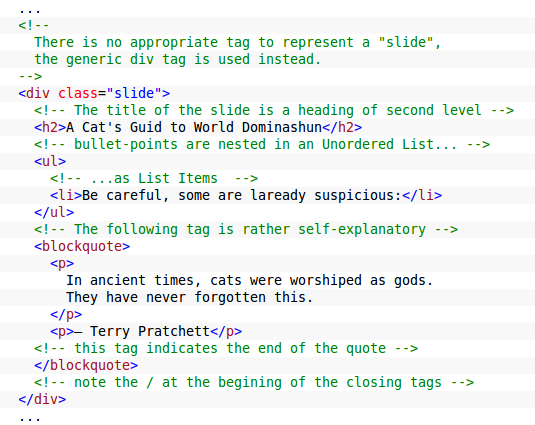 ...
<!--
  There is no appropriate tag to represent a "slide",
  the generic div tag is used instead.
-->
<div class="slide">
  <!-- The title of the slide is a heading of second level -->
  <h2>A Cat's Guid to World Dominashun</h2>
  <!-- bullet-points are nested in an Unordered List... -->
  <ul>
    <!-- ...as List Items  -->
    <li>Be careful, some are laready suspicious:</li>
  </ul>
  <!-- The following tag is rather self-explanatory -->
  <blockquote>
    <p>
      In ancient times, cats were worshiped as gods.
      They have never forgotten this.
    </p>
    <p>— Terry Pratchett</p>
  <!-- this tag indicates the end of the quote -->
  </blockquote>
  <!-- note the / at the begining of the closing tags -->
</div>
...